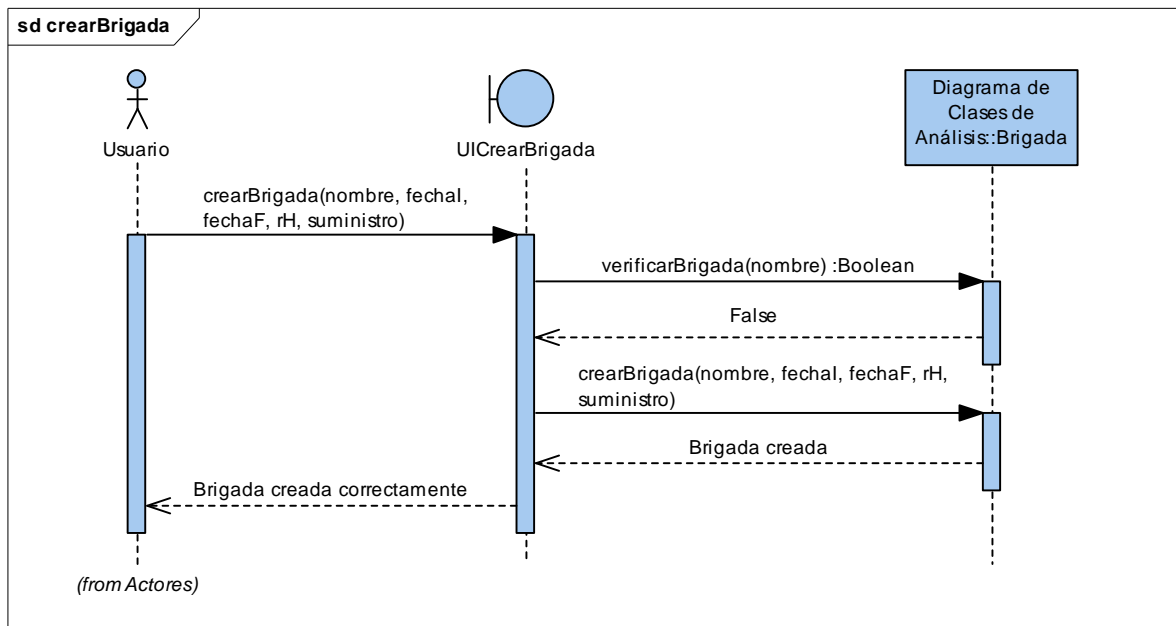 sd crearBrigada
Usuario
UICrearBrigada
Diagrama de
Clases de
Análisis::Brigada
crearBrigada(nombre, fechaI,
fechaF, rH, suministro)
verificarBrigada(nombre) :Boolean
False
crearBrigada(nombre, fechaI, fechaF, rH,
suministro)
Brigada creada
Brigada creada correctamente
(from Actores)